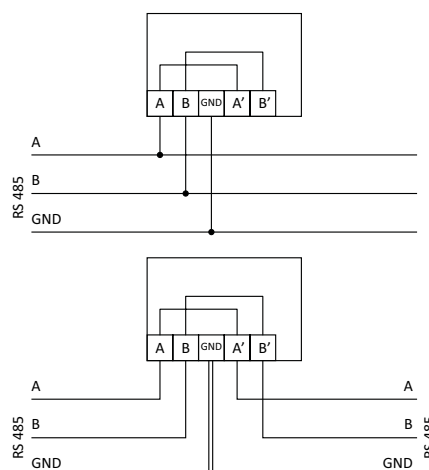 A B GND A' B'
A
B
GND
RS 485
A B GND A' B'
A A
B B
GND GND
RS 485 RS 485